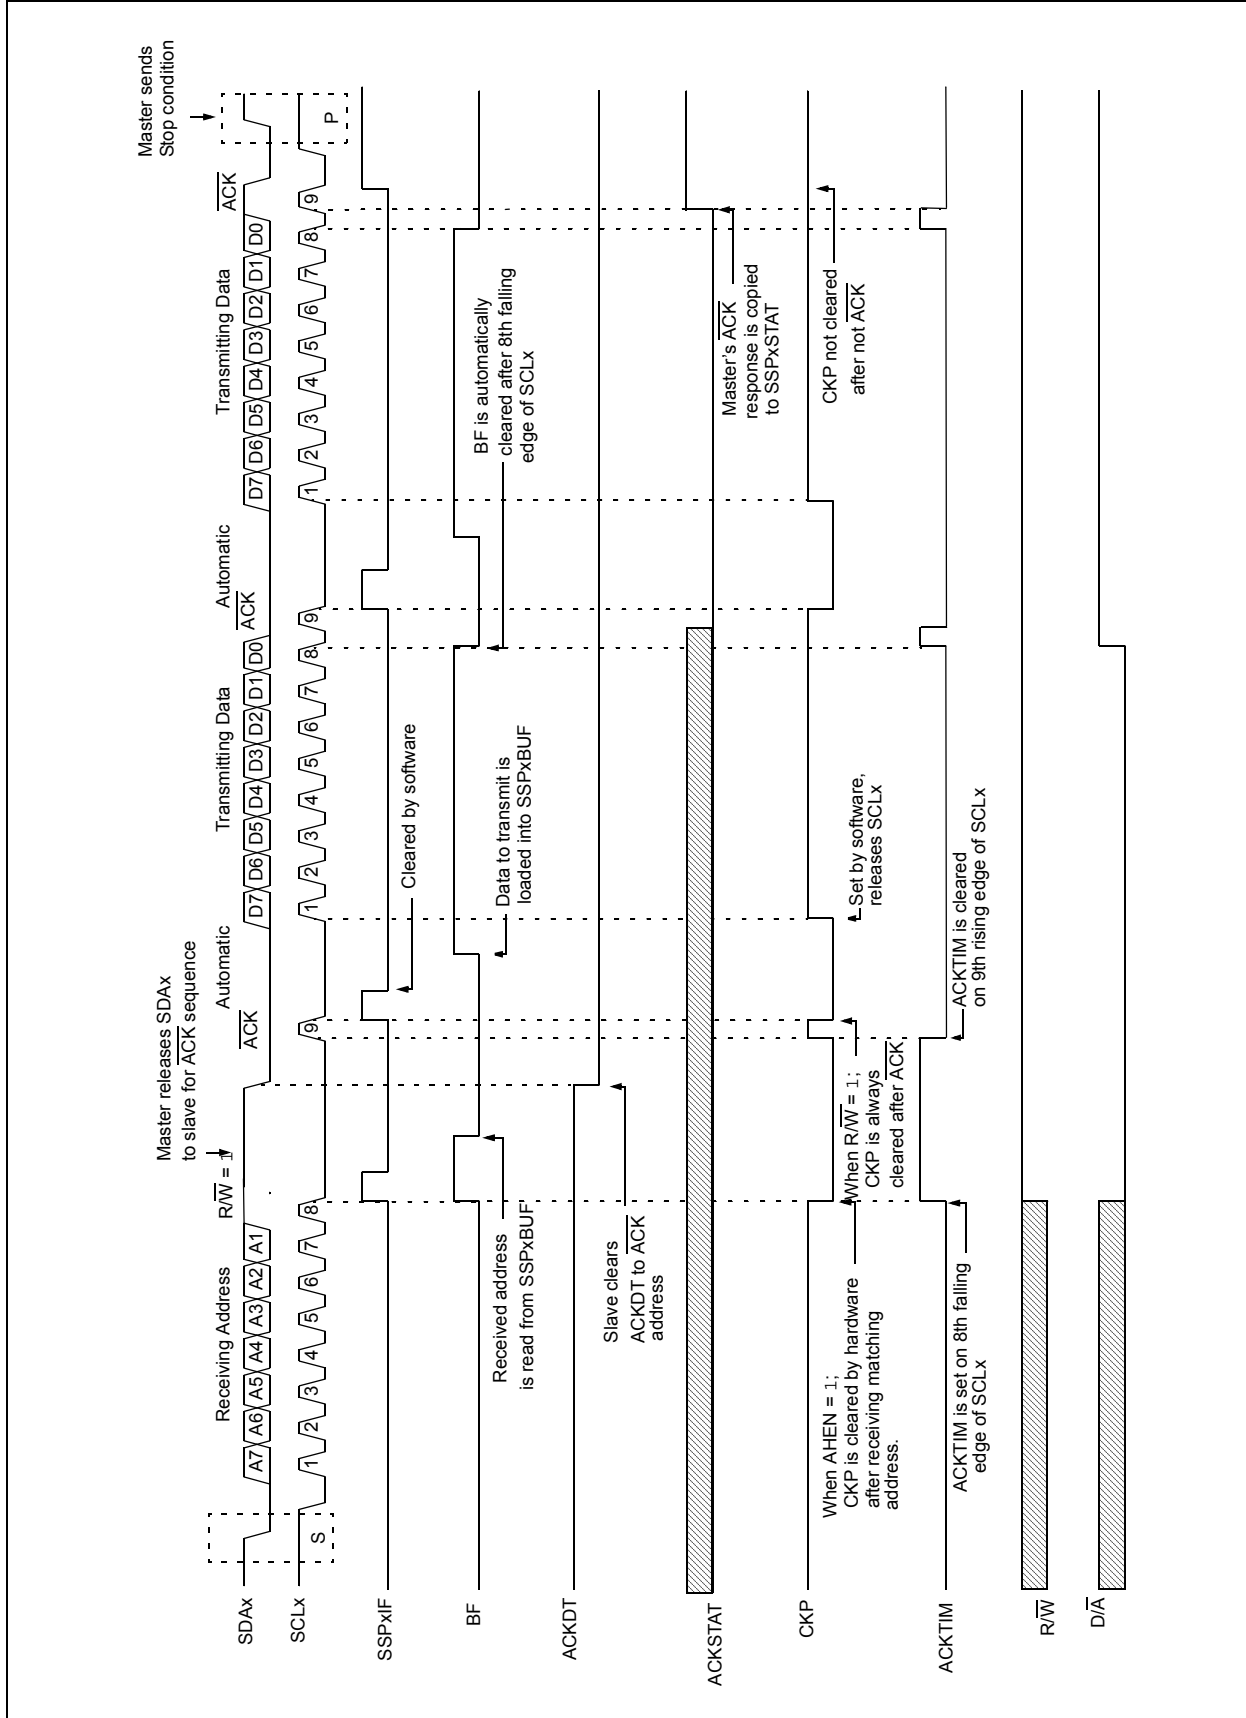 Master releases SDAx
to slave for ACK sequence
Master sends
Stop condition
Receiving Address
R/W = 1
Automatic
ACK
Transmitting Data
Automatic
ACK
Transmitting Data
ACK
SDAx
A7 A6 A5 A4 A3 A2 A1
D7 D6 D5 D4 D3 D2 D1 D0
D7 D6 D5 D4 D3 D2 D1 D0
SCLx
S
1 2 3 4 5 6 7 8 9
1 2 3 4 5 6 7 8 9
1 2 3 4 5 6 7 8 9
P
SSPxIF
Cleared by software
BF
Received address
is read from SSPxBUF
Data to transmit is
loaded into SSPxBUF
BF is automatically
cleared after 8th falling
edge of SCLx
ACKDT
Slave clears
ACKDT to ACK
address
ACKSTAT
Master's ACK
response is copied
to SSPxSTAT
CKP
When AHEN = 1;
CKP is cleared by hardware
after receiving matching
address.
When R/W = 1;
CKP is always
cleared after ACK
Set by software,
releases SCLx
CKP not cleared
after not ACK
ACKTIM
ACKTIM is set on 8th falling
edge of SCLx
ACKTIM is cleared
on 9th rising edge of SCLx
R/W
D/A